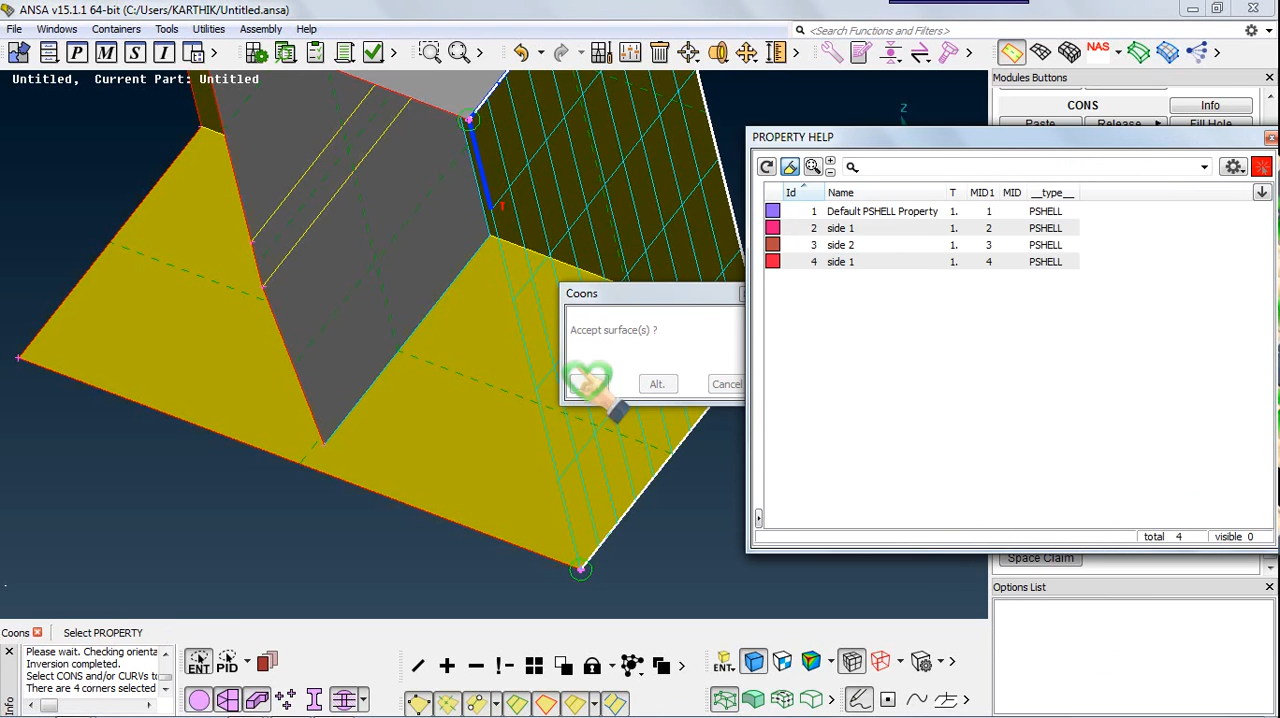 ANSA v15.1.1 64-bit (C:/Users/KARTHIK/Untitled.ansa)
File Windows Containers Tools Utilities Assembly Help
<Search Functions and Filters>
P M S I
NAS
Untitled, Current Part: Untitled
Modules Buttons
CONS Info
Paste Release Fill Hole
Z
PROPERTY HELP
Id Name T MID1 MID __type__
1 Default PSHELL Property 1. 1 PSHELL
2 side 1 1. 2 PSHELL
3 side 2 1. 3 PSHELL
4 side 1 1. 4 PSHELL
T
Coons
Accept surface(s) ?
Alt. Cancel
total 4 visible 0
Space Claim
Options List
Coons Select PROPERTY
Please wait. Checking orienta
Inversion completed.
Select CONS and/or CURVs to
There are 4 corners selected
Info
ENT PID
ENT